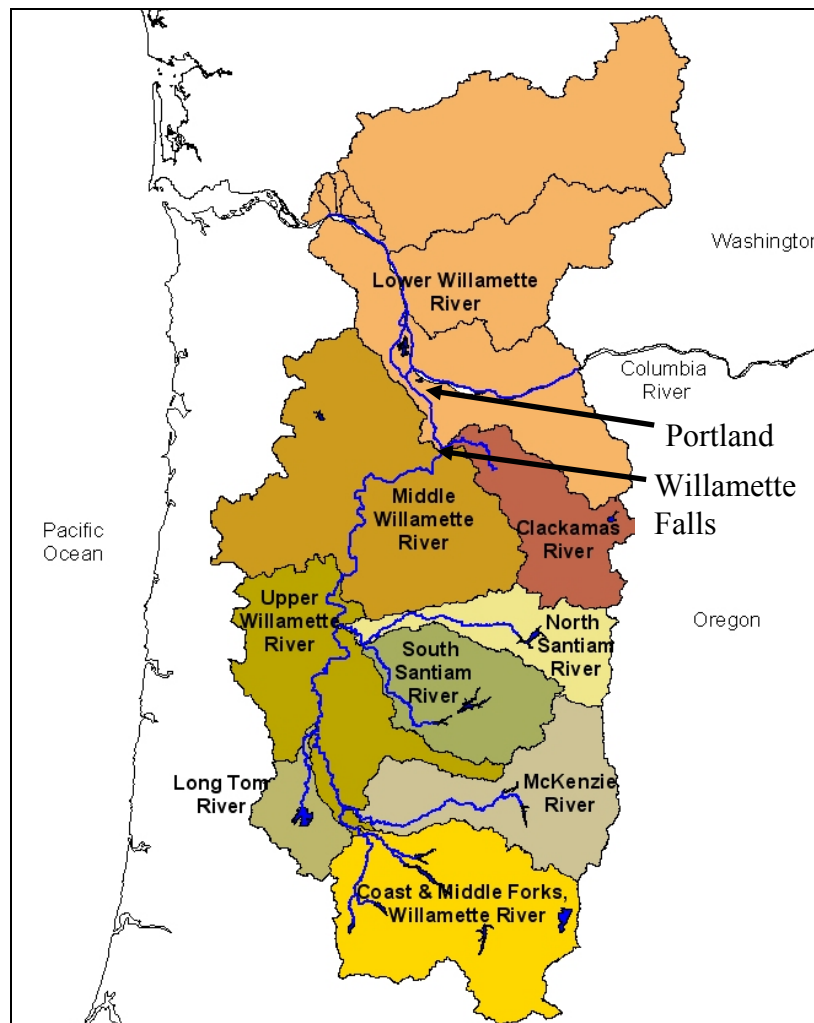 Washington
Lower Willamette
River
Columbia
River
Portland
Willamette
Falls
Middle
Willamette
River
Clackamas
River
Pacific
Ocean
Upper
Willamette
River
North
Santiam
River
Oregon
South
Santiam
River
Long Tom
River
McKenzie
River
Coast & Middle Forks,
Willamette River